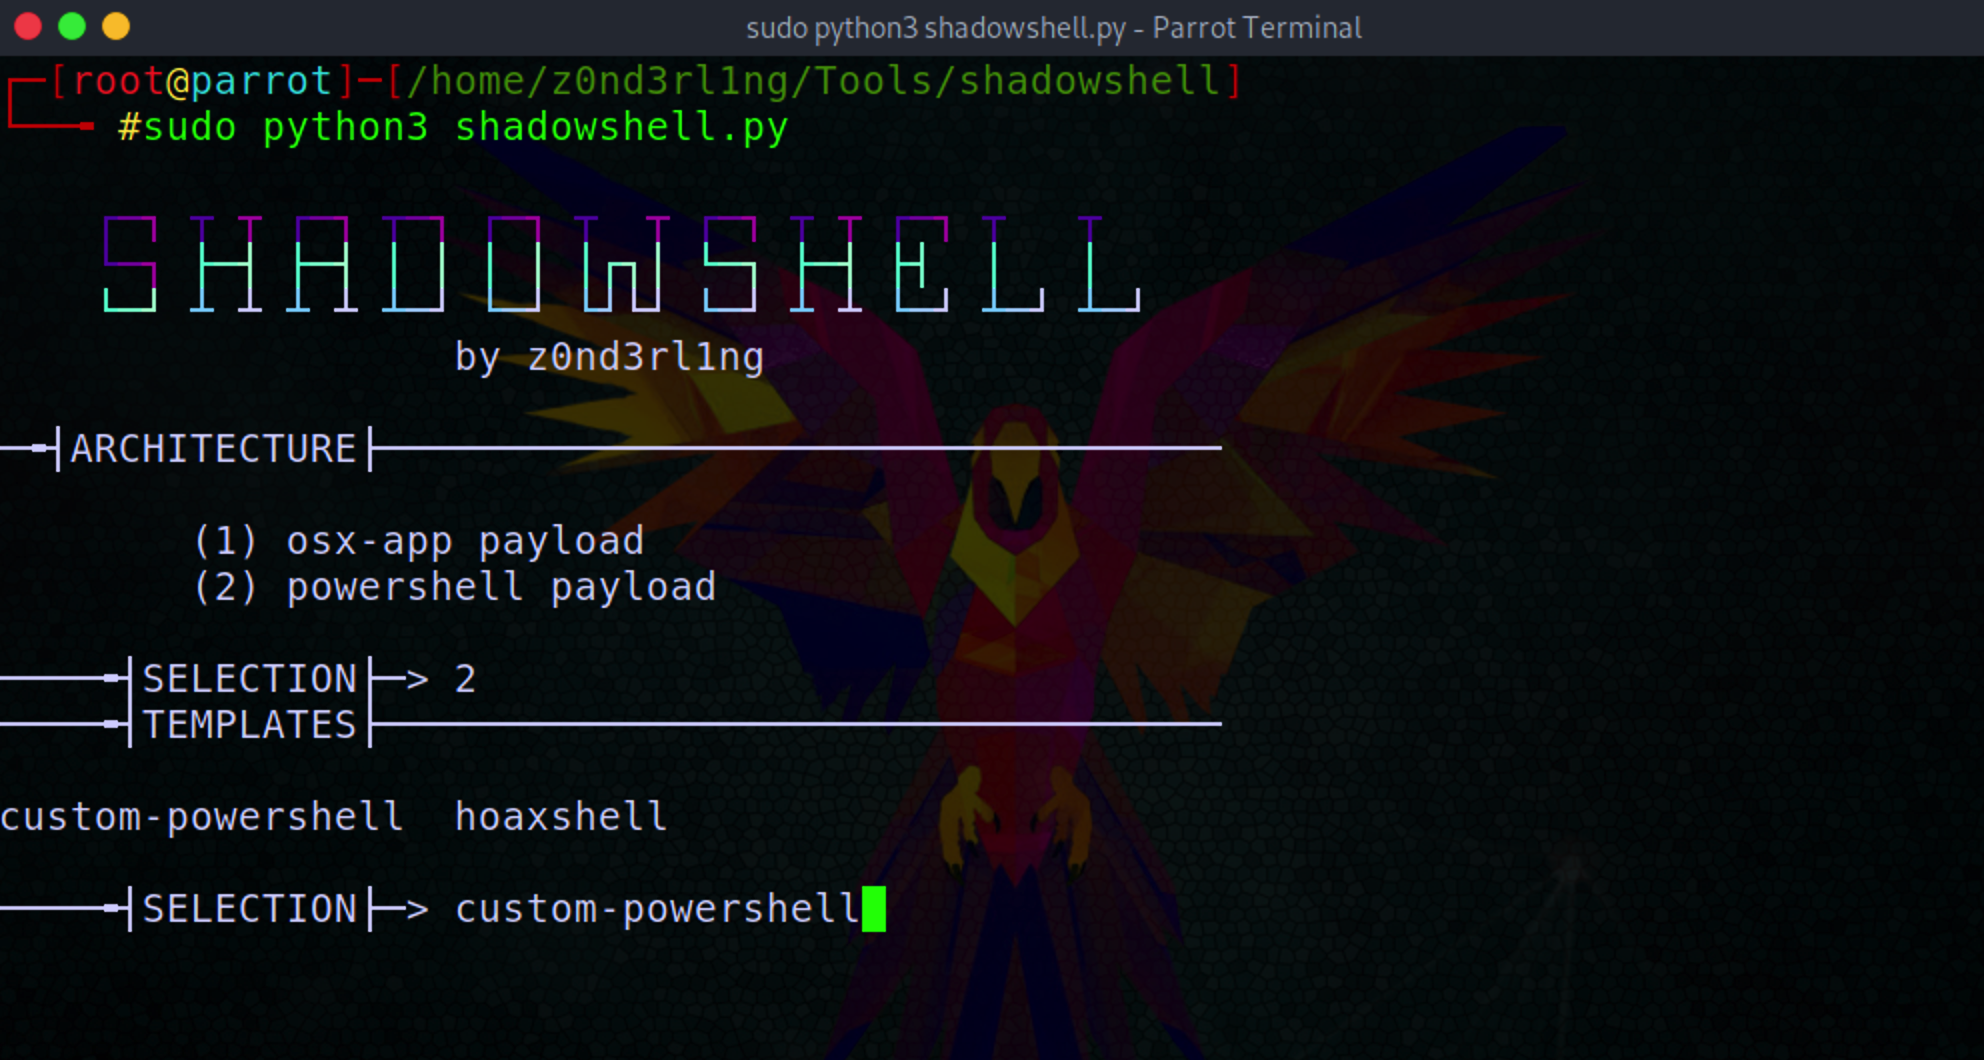 sudo python3 shadowshell.py - Parrot Terminal
[root@parrot]-[/home/z0nd3rl1ng/Tools/shadowshell]
#sudo python3 shadowshell.py
SHADOWSHELL
by z0nd3rl1ng
ARCHITECTURE
(1) osx-app payload
(2) powershell payload
SELECTION > 2
TEMPLATES
custom-powershell hoaxshell
SELECTION > custom-powershell